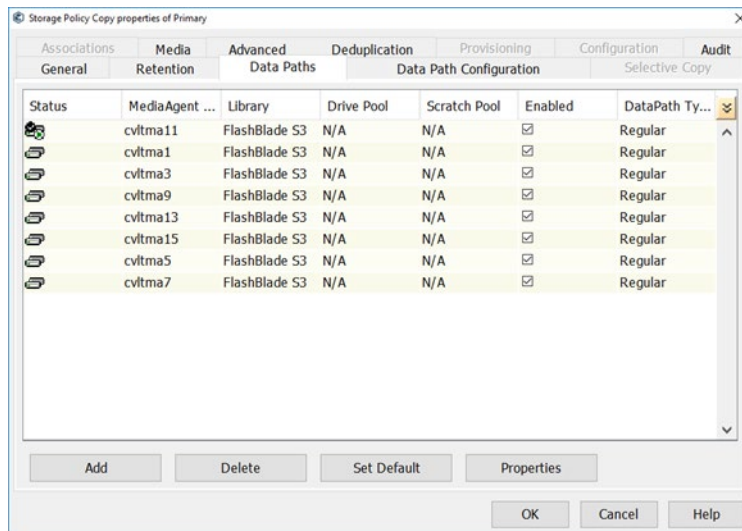 Storage Policy Copy properties of Primary
Associations Media Advanced Deduplication Provisioning Configuration Audit
General Retention Data Paths Data Path Configuration Selective Copy
Status MediaAgent ... Library Drive Pool Scratch Pool Enabled DataPath Ty...
cvltma11 FlashBlade S3 N/A N/A Regular
cvltma1 FlashBlade S3 N/A N/A Regular
cvltma3 FlashBlade S3 N/A N/A Regular
cvltma9 FlashBlade S3 N/A N/A Regular
cvltma13 FlashBlade S3 N/A N/A Regular
cvltma15 FlashBlade S3 N/A N/A Regular
cvltma5 FlashBlade S3 N/A N/A Regular
cvltma7 FlashBlade S3 N/A N/A Regular
Add Delete Set Default Properties
OK Cancel Help